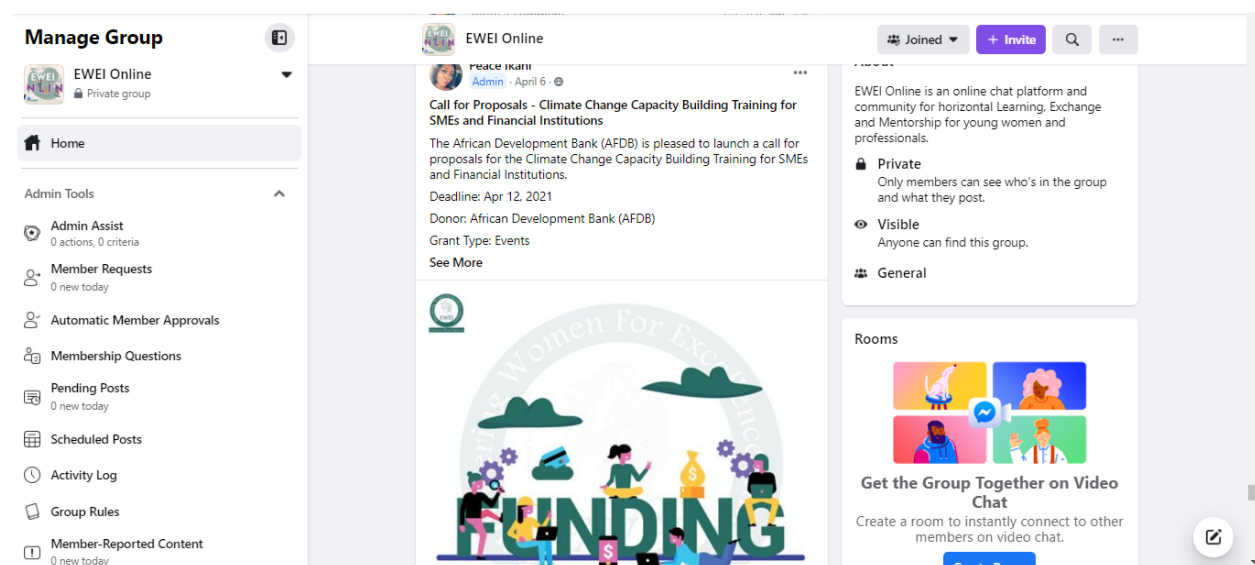 Manage Group
EWEI Online
Private group
Home
Admin Tools
Admin Assist
0 actions, 0 criteria
Member Requests
0 new today
Automatic Member Approvals
Membership Questions
Pending Posts
0 new today
Scheduled Posts
Activity Log
Group Rules
Member-Reported Content
0 new today
EWEI Online
Joined
+ Invite
Peace Ikani
Admin · April 6 ·
Call for Proposals - Climate Change Capacity Building Training for
SMEs and Financial Institutions
The African Development Bank (AFDB) is pleased to launch a call for
proposals for the Climate Change Capacity Building Training for SMEs
and Financial Institutions.
Deadline: Apr 12, 2021
Donor: African Development Bank (AFDB)
Grant Type: Events
See More
EWEI
Women For Excellence
FUNDING
About
EWEI Online is an online chat platform and
community for horizontal Learning, Exchange
and Mentorship for young women and
professionals.
Private
Only members can see who's in the group
and what they post.
Visible
Anyone can find this group.
General
Rooms
Get the Group Together on Video
Chat
Create a room to instantly connect to other
members on video chat.